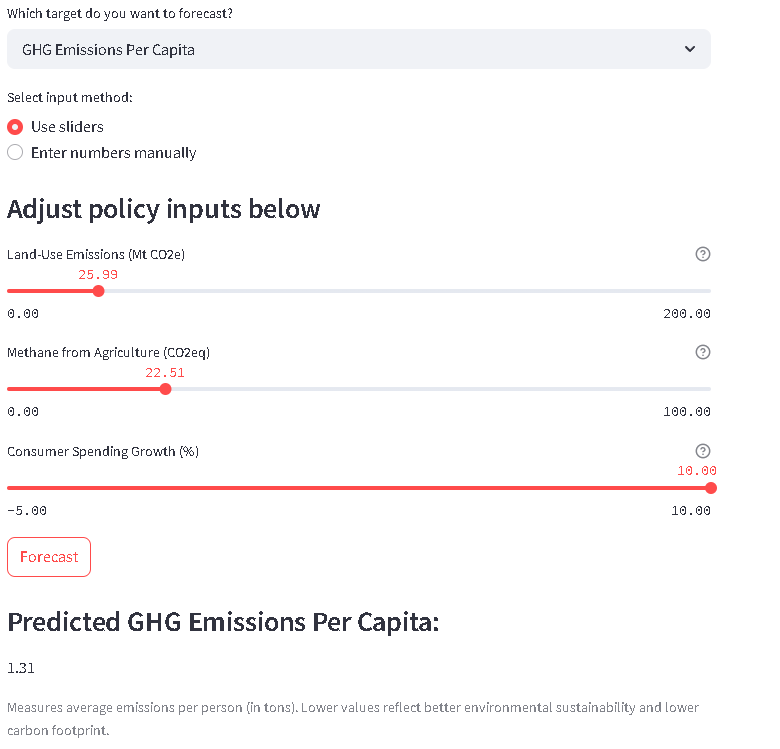 Which target do you want to forecast?
GHG Emissions Per Capita
Select input method:
Use sliders
Enter numbers manually
Adjust policy inputs below
Land-Use Emissions (Mt CO2e)
25.99
0.00 200.00
Methane from Agriculture (CO2eq)
22.51
0.00 100.00
Consumer Spending Growth (%)
10.00
-5.00 10.00
Forecast
Predicted GHG Emissions Per Capita:
1.31
Measures average emissions per person (in tons). Lower values reflect better environmental sustainability and lower
carbon footprint.